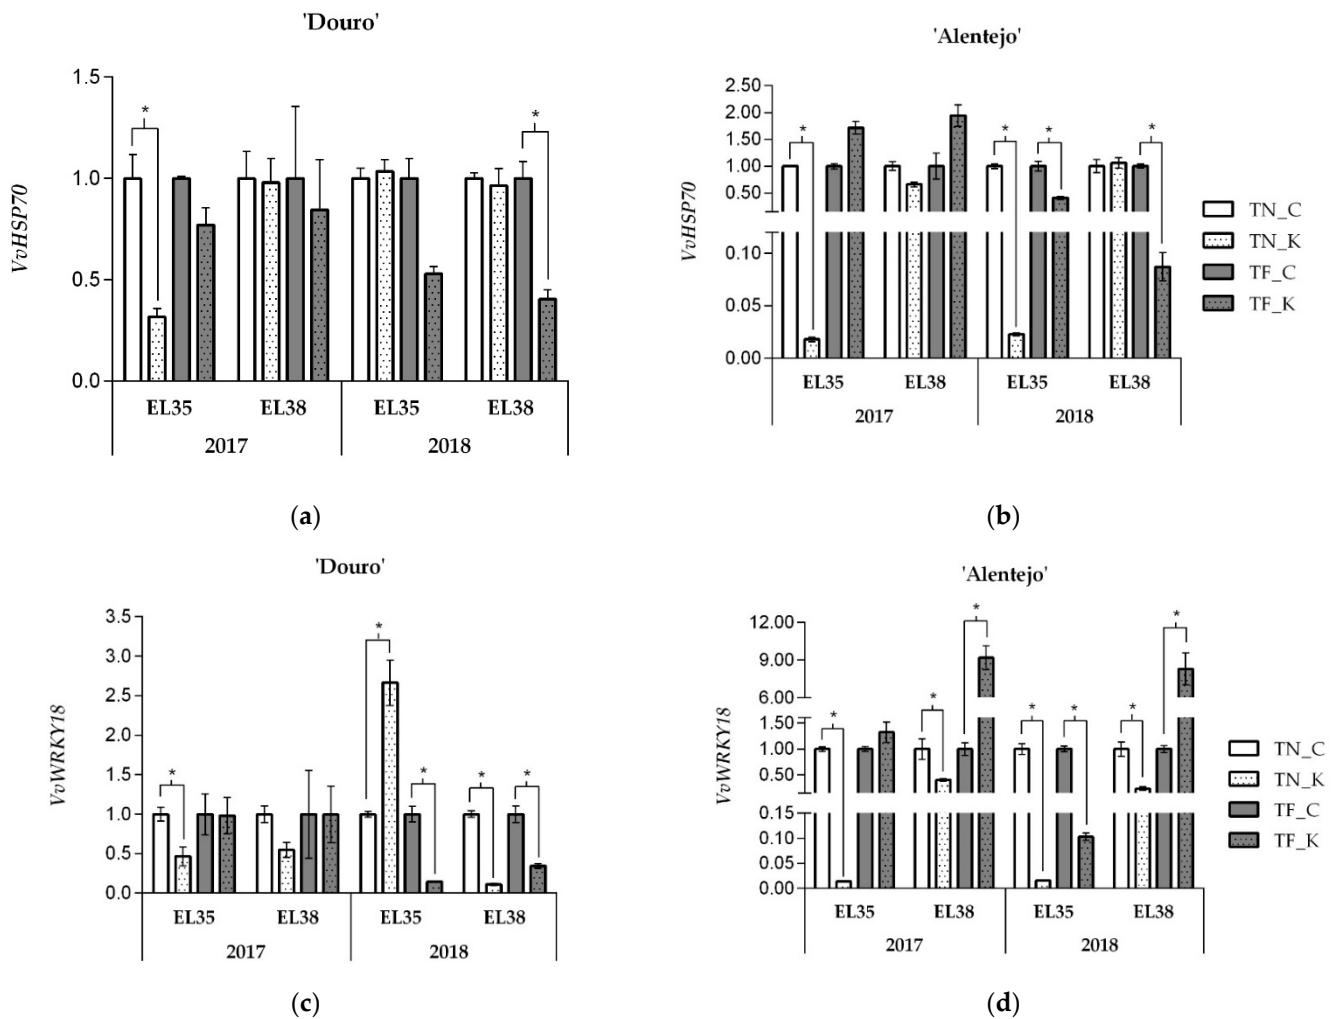 'Douro'
VvHSP70
1.5
1.0
0.5
0.0
*
*
EL35 EL38 EL35 EL38
2017 2018
(a)
'Alentejo'
VvHSP70
2.50
2.00
1.50
1.00
0.50
0.10
0.05
0.00
* * * *
EL35 EL38 EL35 EL38
2017 2018
TN_C
TN_K
TF_C
TF_K
(b)
'Douro'
VvWRKY18
3.5
3.0
2.5
2.0
1.5
1.0
0.5
0.0
* * * * *
EL35 EL38 EL35 EL38
2017 2018
(c)
'Alentejo'
VvWRKY18
12.00
9.00
6.00
1.50
1.00
0.50
0.15
0.10
0.05
0.00
* * * * * * *
EL35 EL38 EL35 EL38
2017 2018
TN_C
TN_K
TF_C
TF_K
(d)